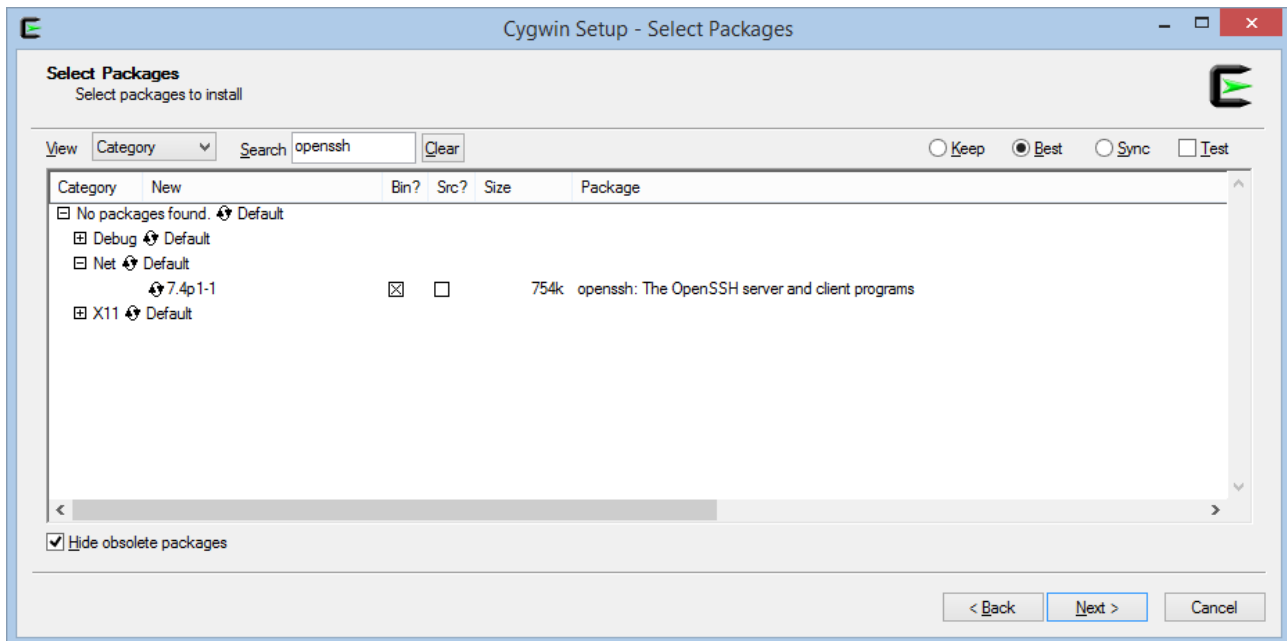 Cygwin Setup - Select Packages
Select Packages
Select packages to install
View Category Search openssh Clear Keep Best Sync Test
Category New Bin? Src? Size Package
No packages found. Default
Debug Default
Net Default
7.4p1-1 754k openssh: The OpenSSH server and client programs
X11 Default
Hide obsolete packages
< Back Next > Cancel